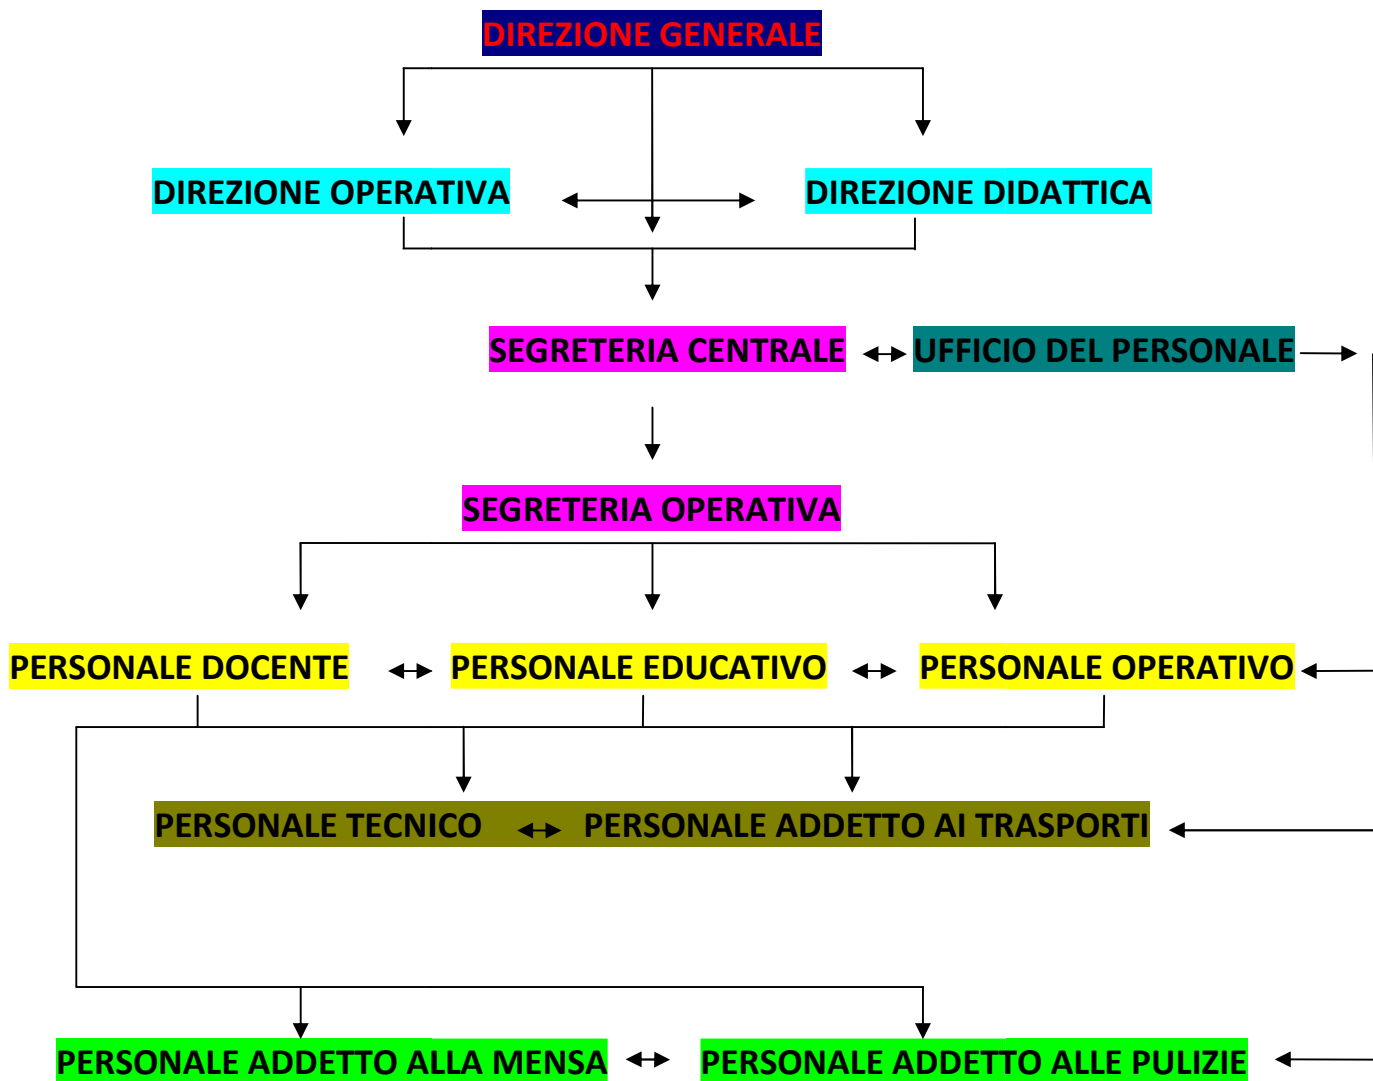 DIREZIONE GENERALE
DIREZIONE OPERATIVA
DIREZIONE DIDATTICA
SEGRETERIA CENTRALE
UFFICIO DEL PERSONALE
SEGRETERIA OPERATIVA
PERSONALE DOCENTE
PERSONALE EDUCATIVO
PERSONALE OPERATIVO
PERSONALE TECNICO
PERSONALE ADDETTO AI TRASPORTI
PERSONALE ADDETTO ALLA MENSA
PERSONALE ADDETTO ALLE PULIZIE